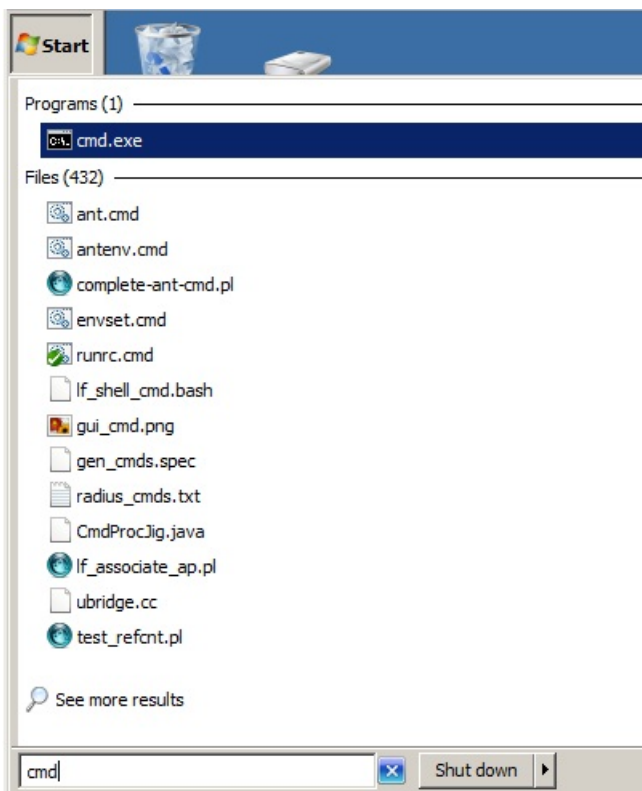 Start
Programs (1)
cmd.exe
Files (432)
ant.cmd
antenv.cmd
complete-ant-cmd.pl
envset.cmd
runrc.cmd
lf_shell_cmd.bash
gui_cmd.png
gen_cmds.spec
radius_cmds.txt
CmdProcJig.java
lf_associate_ap.pl
ubridge.cc
test_refcnt.pl
See more results
cmd
Shut down